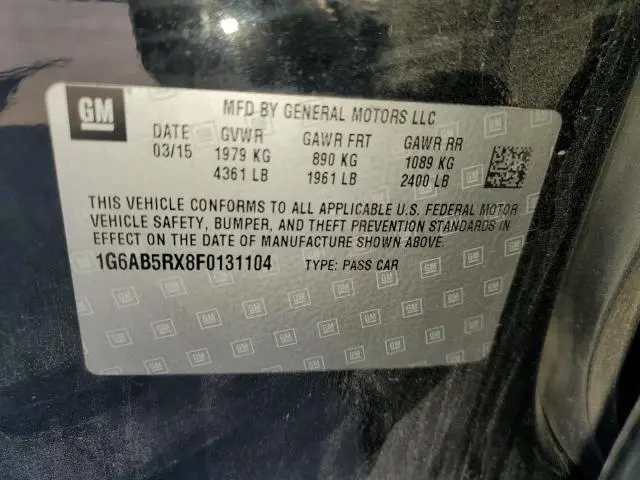 GM
MFD BY GENERAL MOTORS LLC
DATE GVWR GAWR FRT GAWR RR
03/15 1979 KG 890 KG 1089 KG
4361 LB 1961 LB 2400 LB
THIS VEHICLE CONFORMS TO ALL APPLICABLE U.S. FEDERAL MOTOR
VEHICLE SAFETY, BUMPER, AND THEFT PREVENTION STANDARDS IN
EFFECT ON THE DATE OF MANUFACTURE SHOWN ABOVE.
1G6AB5RX8F0131104 TYPE: PASS CAR